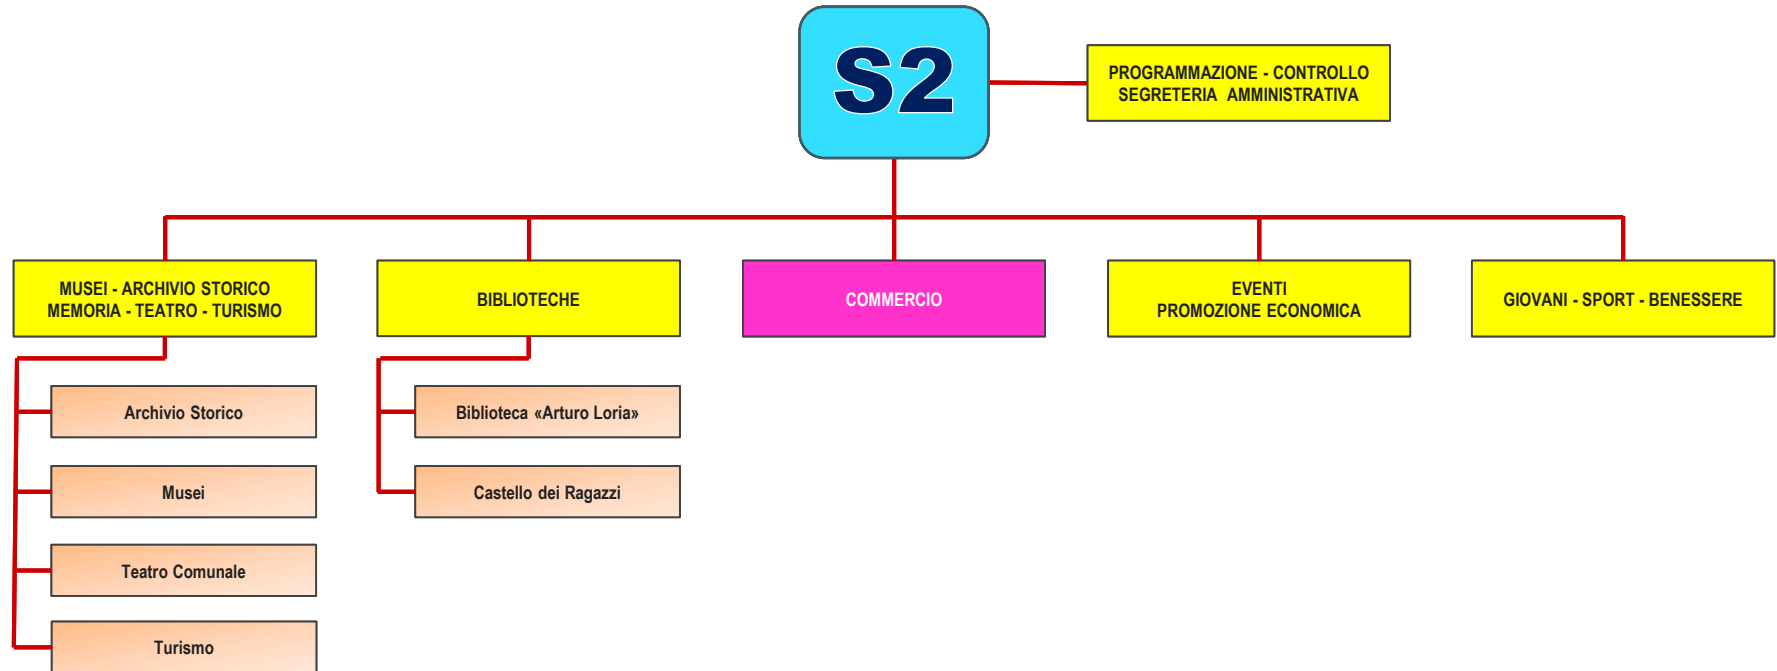 S2
PROGRAMMAZIONE - CONTROLLO
SEGRETERIA AMMINISTRATIVA
MUSEI - ARCHIVIO STORICO
MEMORIA - TEATRO - TURISMO
BIBLIOTECHE
COMMERCIO
EVENTI
PROMOZIONE ECONOMICA
GIOVANI - SPORT - BENESSERE
Archivio Storico
Musei
Teatro Comunale
Turismo
Biblioteca «Arturo Loria»
Castello dei Ragazzi